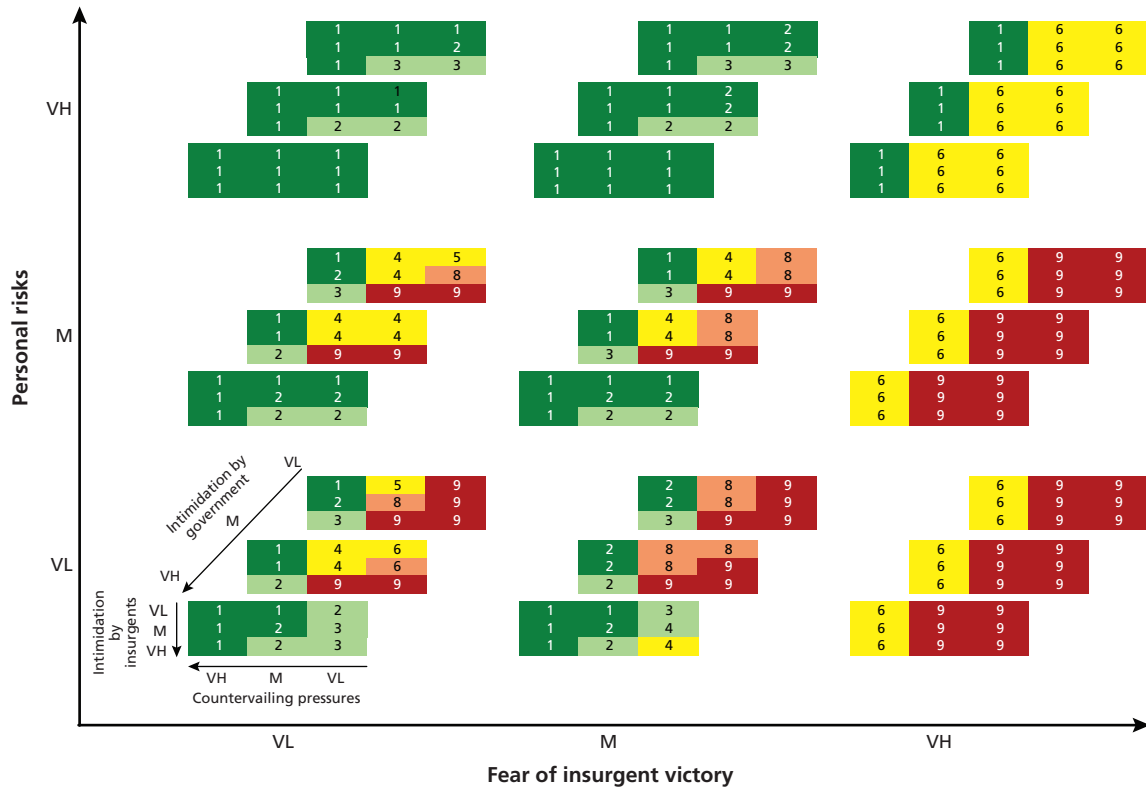 1 1 1 1 1 2 1 6 6
1 1 2 1 1 2 1 6 6
1 3 3 1 3 3 1 6 6
1 1 1 1 1 2 1 6 6
VH 1 1 1 1 1 2 1 6 6
1 2 2 1 2 2 1 6 6
1 1 1 1 1 1 1 6 6
1 1 1 1 1 1 1 6 6
1 1 1 1 1 1 1 6 6
Personal risks
1 4 5 1 4 8 6 9 9
2 4 8 1 4 8 6 9 9
3 9 9 3 9 9 6 9 9
1 4 4 1 4 8 6 9 9
M 1 4 4 1 4 8 6 9 9
2 9 9 3 9 9 6 9 9
1 1 1 1 1 1 6 9 9
1 2 2 1 2 2 6 9 9
1 2 2 1 2 2 6 9 9
Intimidation by
government
VL
M
VH
1 5 9 2 8 9 6 9 9
2 8 9 2 8 9 6 9 9
3 9 9 3 9 9 6 9 9
1 4 6 2 8 8 6 9 9
VL 1 4 6 2 8 9 6 9 9
2 9 9 2 9 9 6 9 9
Intimidation
by
insurgents
VL 1 1 2 1 1 3 6 9 9
M 1 2 3 1 2 4 6 9 9
VH 1 2 3 1 2 4 6 9 9
VH M VL
Countervailing pressures
VL M VH
Fear of insurgent victory